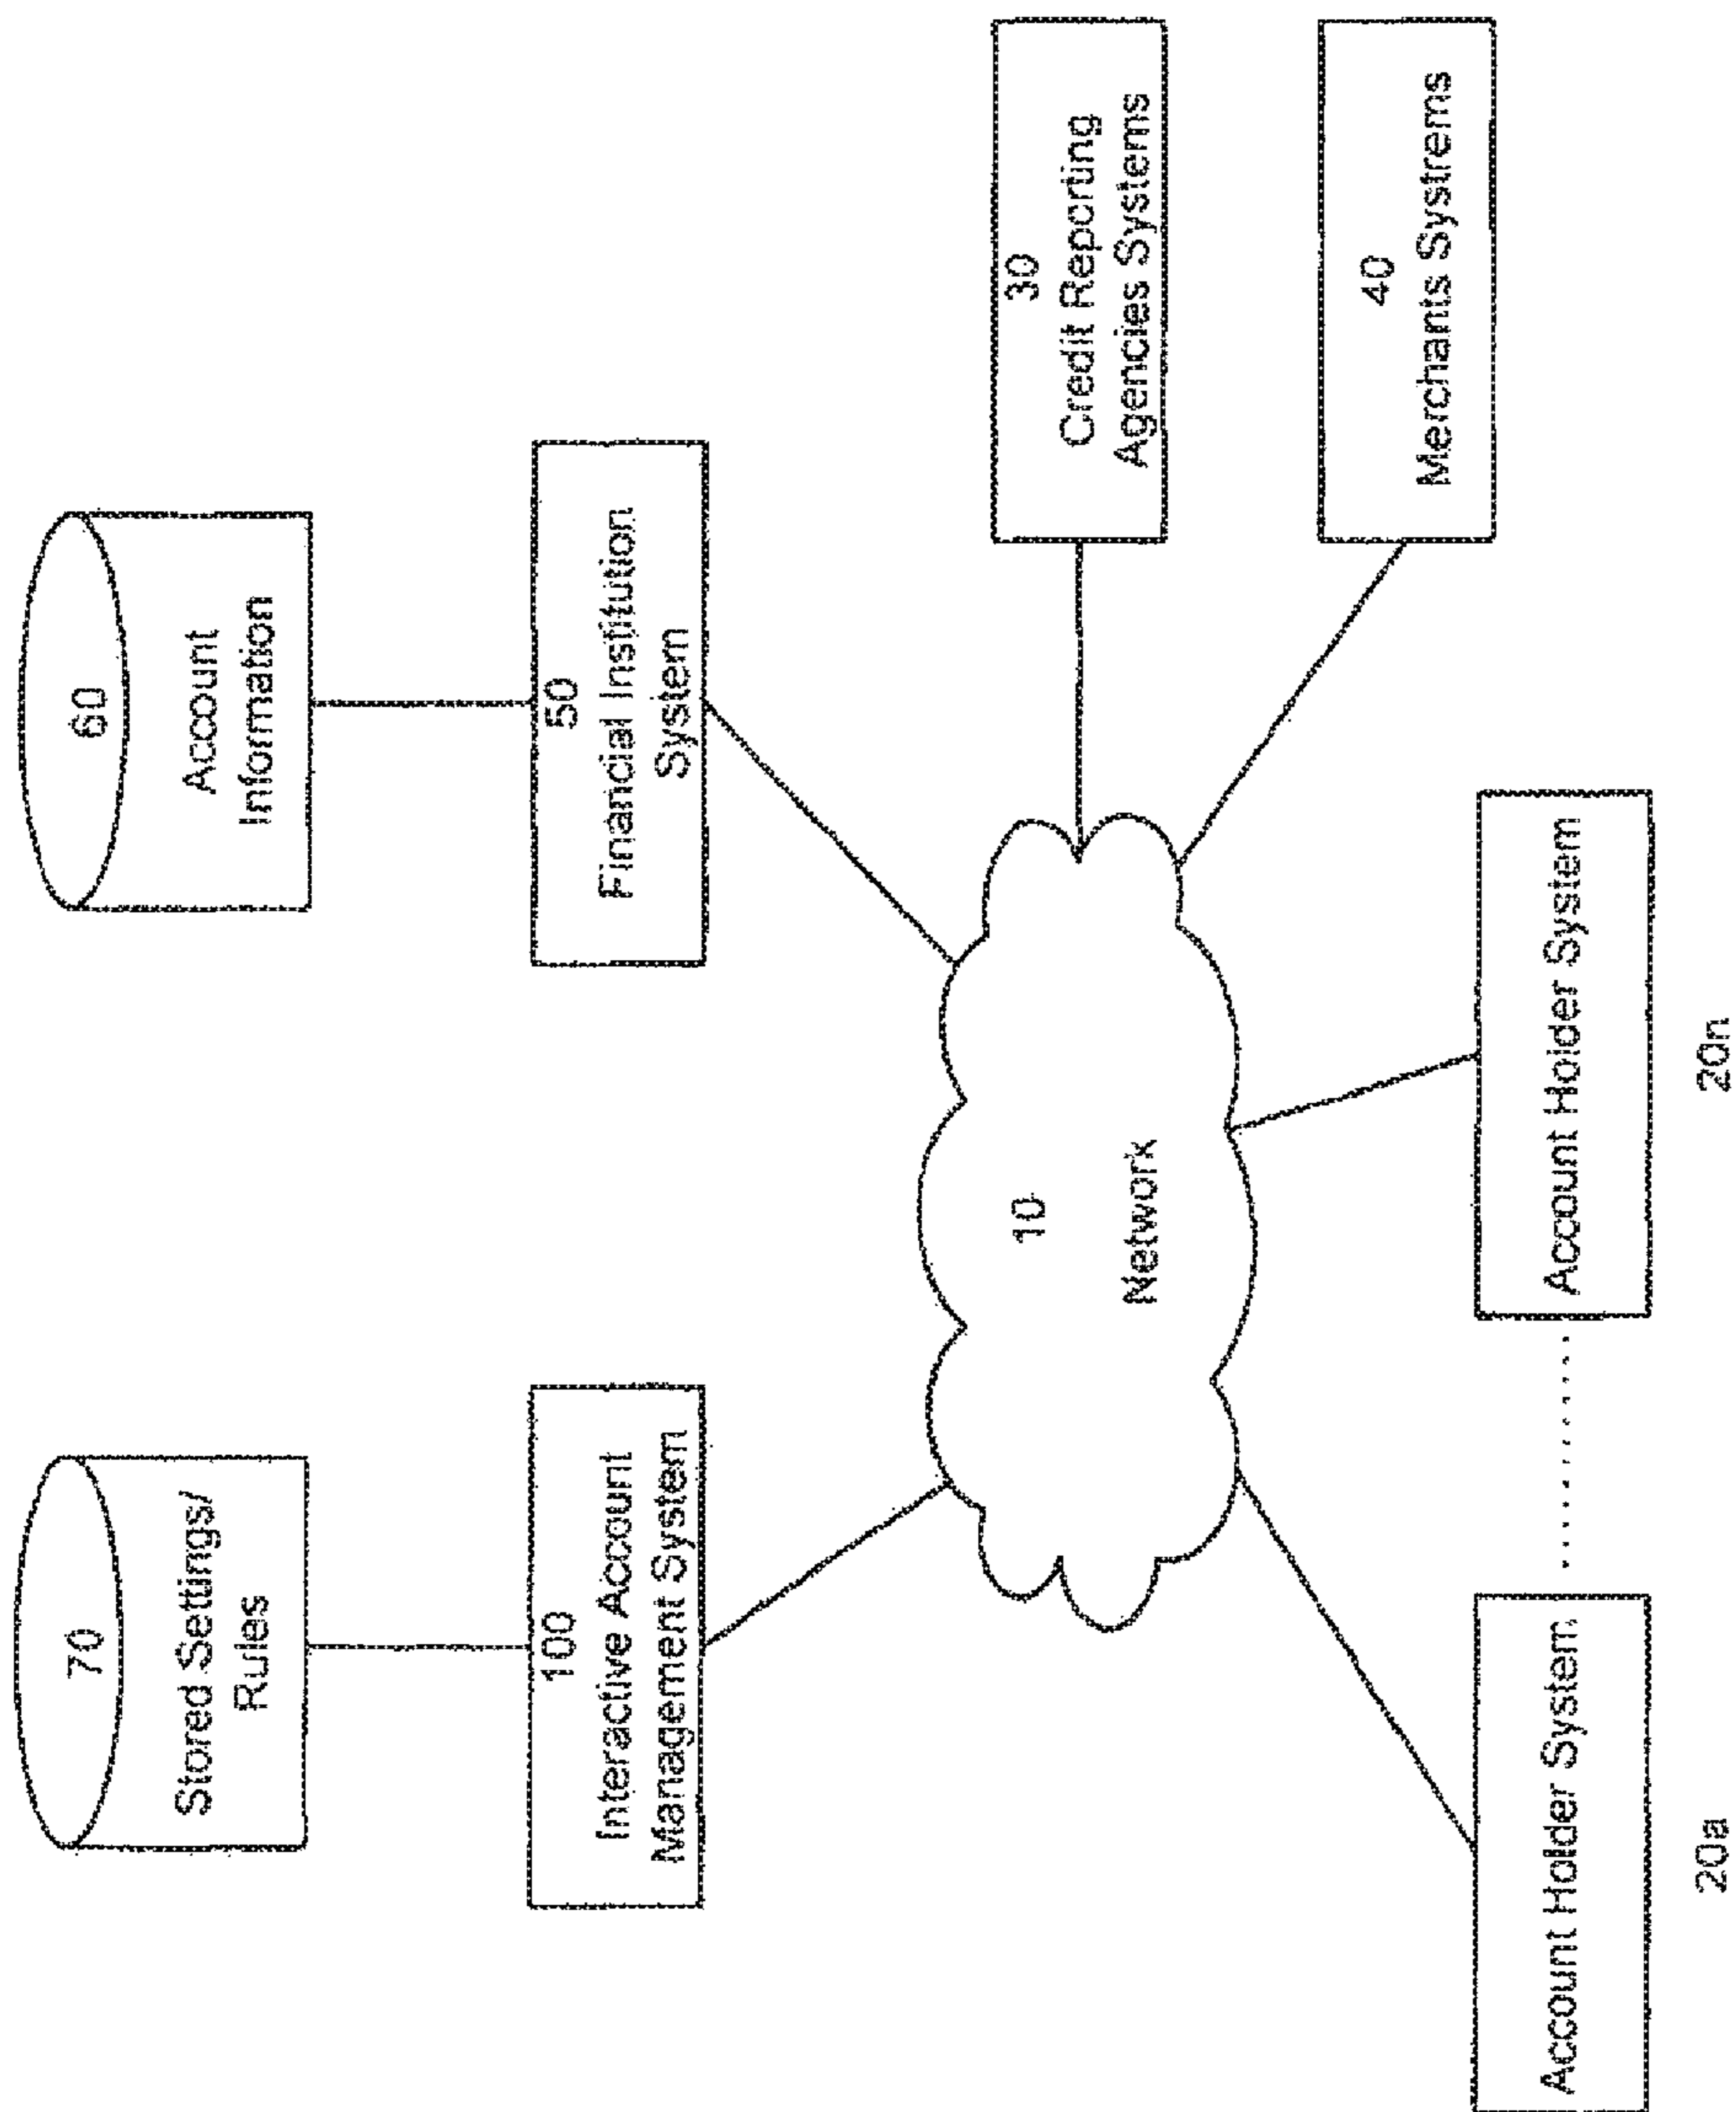 70
Stored Settings/
Rules
60
Account
Information
100
Interactive Account
Management System
50
Financial Institution
System
10
Network
30
Credit Reporting
Agencies Systems
40
Merchants Systrems
Account Holder System
Account Holder System
20a
20n